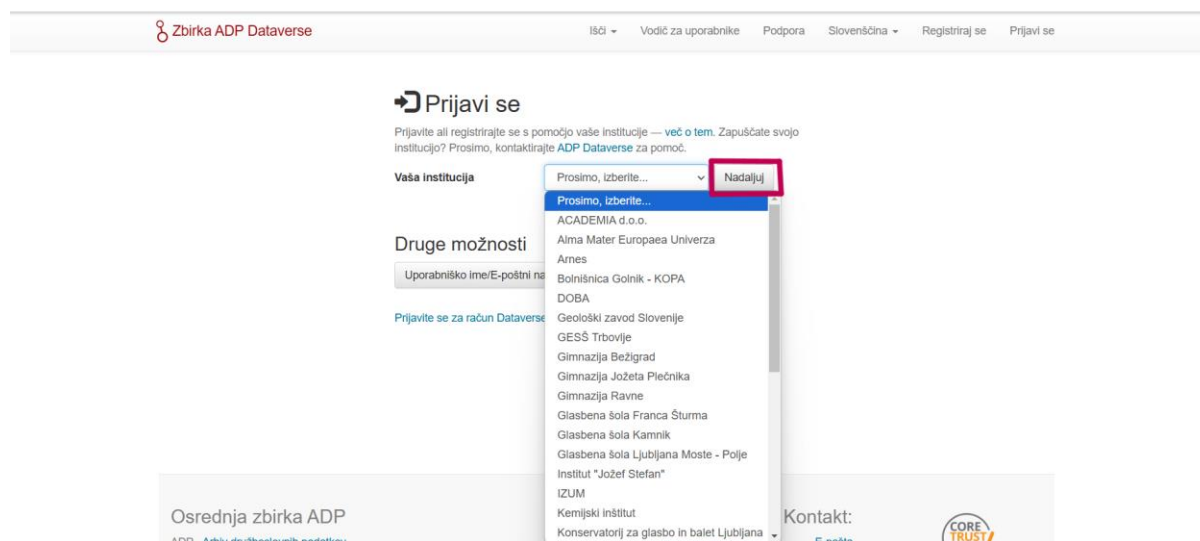 Zbirka ADP Dataverse
Išči Vodič za uporabnike Podpora Slovenščina Registriraj se Prijavi se
Prijavi se
Prijavite ali registrirajte se s pomočjo vaše institucije — več o tem. Zapuščate svojo
institucijo? Prosimo, kontaktirajte ADP Dataverse za pomoč.
Vaša institucija Prosimo, izberite... Nadaljuj
Prosimo, izberite...
ACADEMIA d.o.o.
Alma Mater Europaea Univerza
Arnes
Bolnišnica Golnik - KOPA
DOBA
Geološki zavod Slovenije
GESŠ Trbovlje
Gimnazija Bežigrad
Gimnazija Jožeta Plečnika
Gimnazija Ravne
Glasbena šola Franca Šturma
Glasbena šola Kamnik
Glasbena šola Ljubljana Moste - Polje
Institut "Jožef Stefan"
IZUM
Kemijski inštitut
Konservatorij za glasbo in balet Ljubljana
Druge možnosti
Uporabniško ime/E-poštni na
Prijavite se za račun Dataverse
Osrednja zbirka ADP
ADP - Arhiv družboslovnih podatkov
Kontakt:
E-pošta
CORE
TRUST